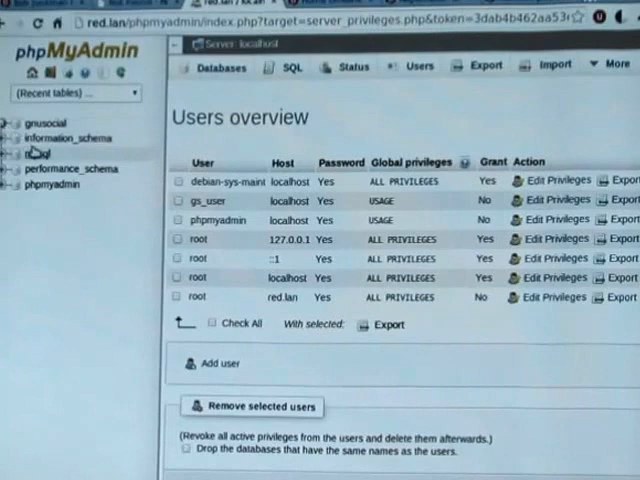 red.lan/phpmyadmin/index.php?target=server_privileges.php&token=3dab4b462aa53
phpMyAdmin
Server: localhost
Databases SQL Status Users Export Import More
(Recent tables) ...
gnusocial
information_schema
performance_schema
phpmyadmin
Users overview
User Host Password Global privileges Grant Action
debian-sys-maint localhost Yes ALL PRIVILEGES Yes Edit Privileges Export
gs_user localhost Yes USAGE No Edit Privileges Export
phpmyadmin localhost Yes USAGE No Edit Privileges Export
root 127.0.0.1 Yes ALL PRIVILEGES Yes Edit Privileges Export
root ::1 Yes ALL PRIVILEGES Yes Edit Privileges Export
root localhost Yes ALL PRIVILEGES Yes Edit Privileges Export
root red.lan Yes ALL PRIVILEGES No Edit Privileges Export
Check All With selected: Export
Add user
Remove selected users
(Revoke all active privileges from the users and delete them afterwards.)
Drop the databases that have the same names as the users.